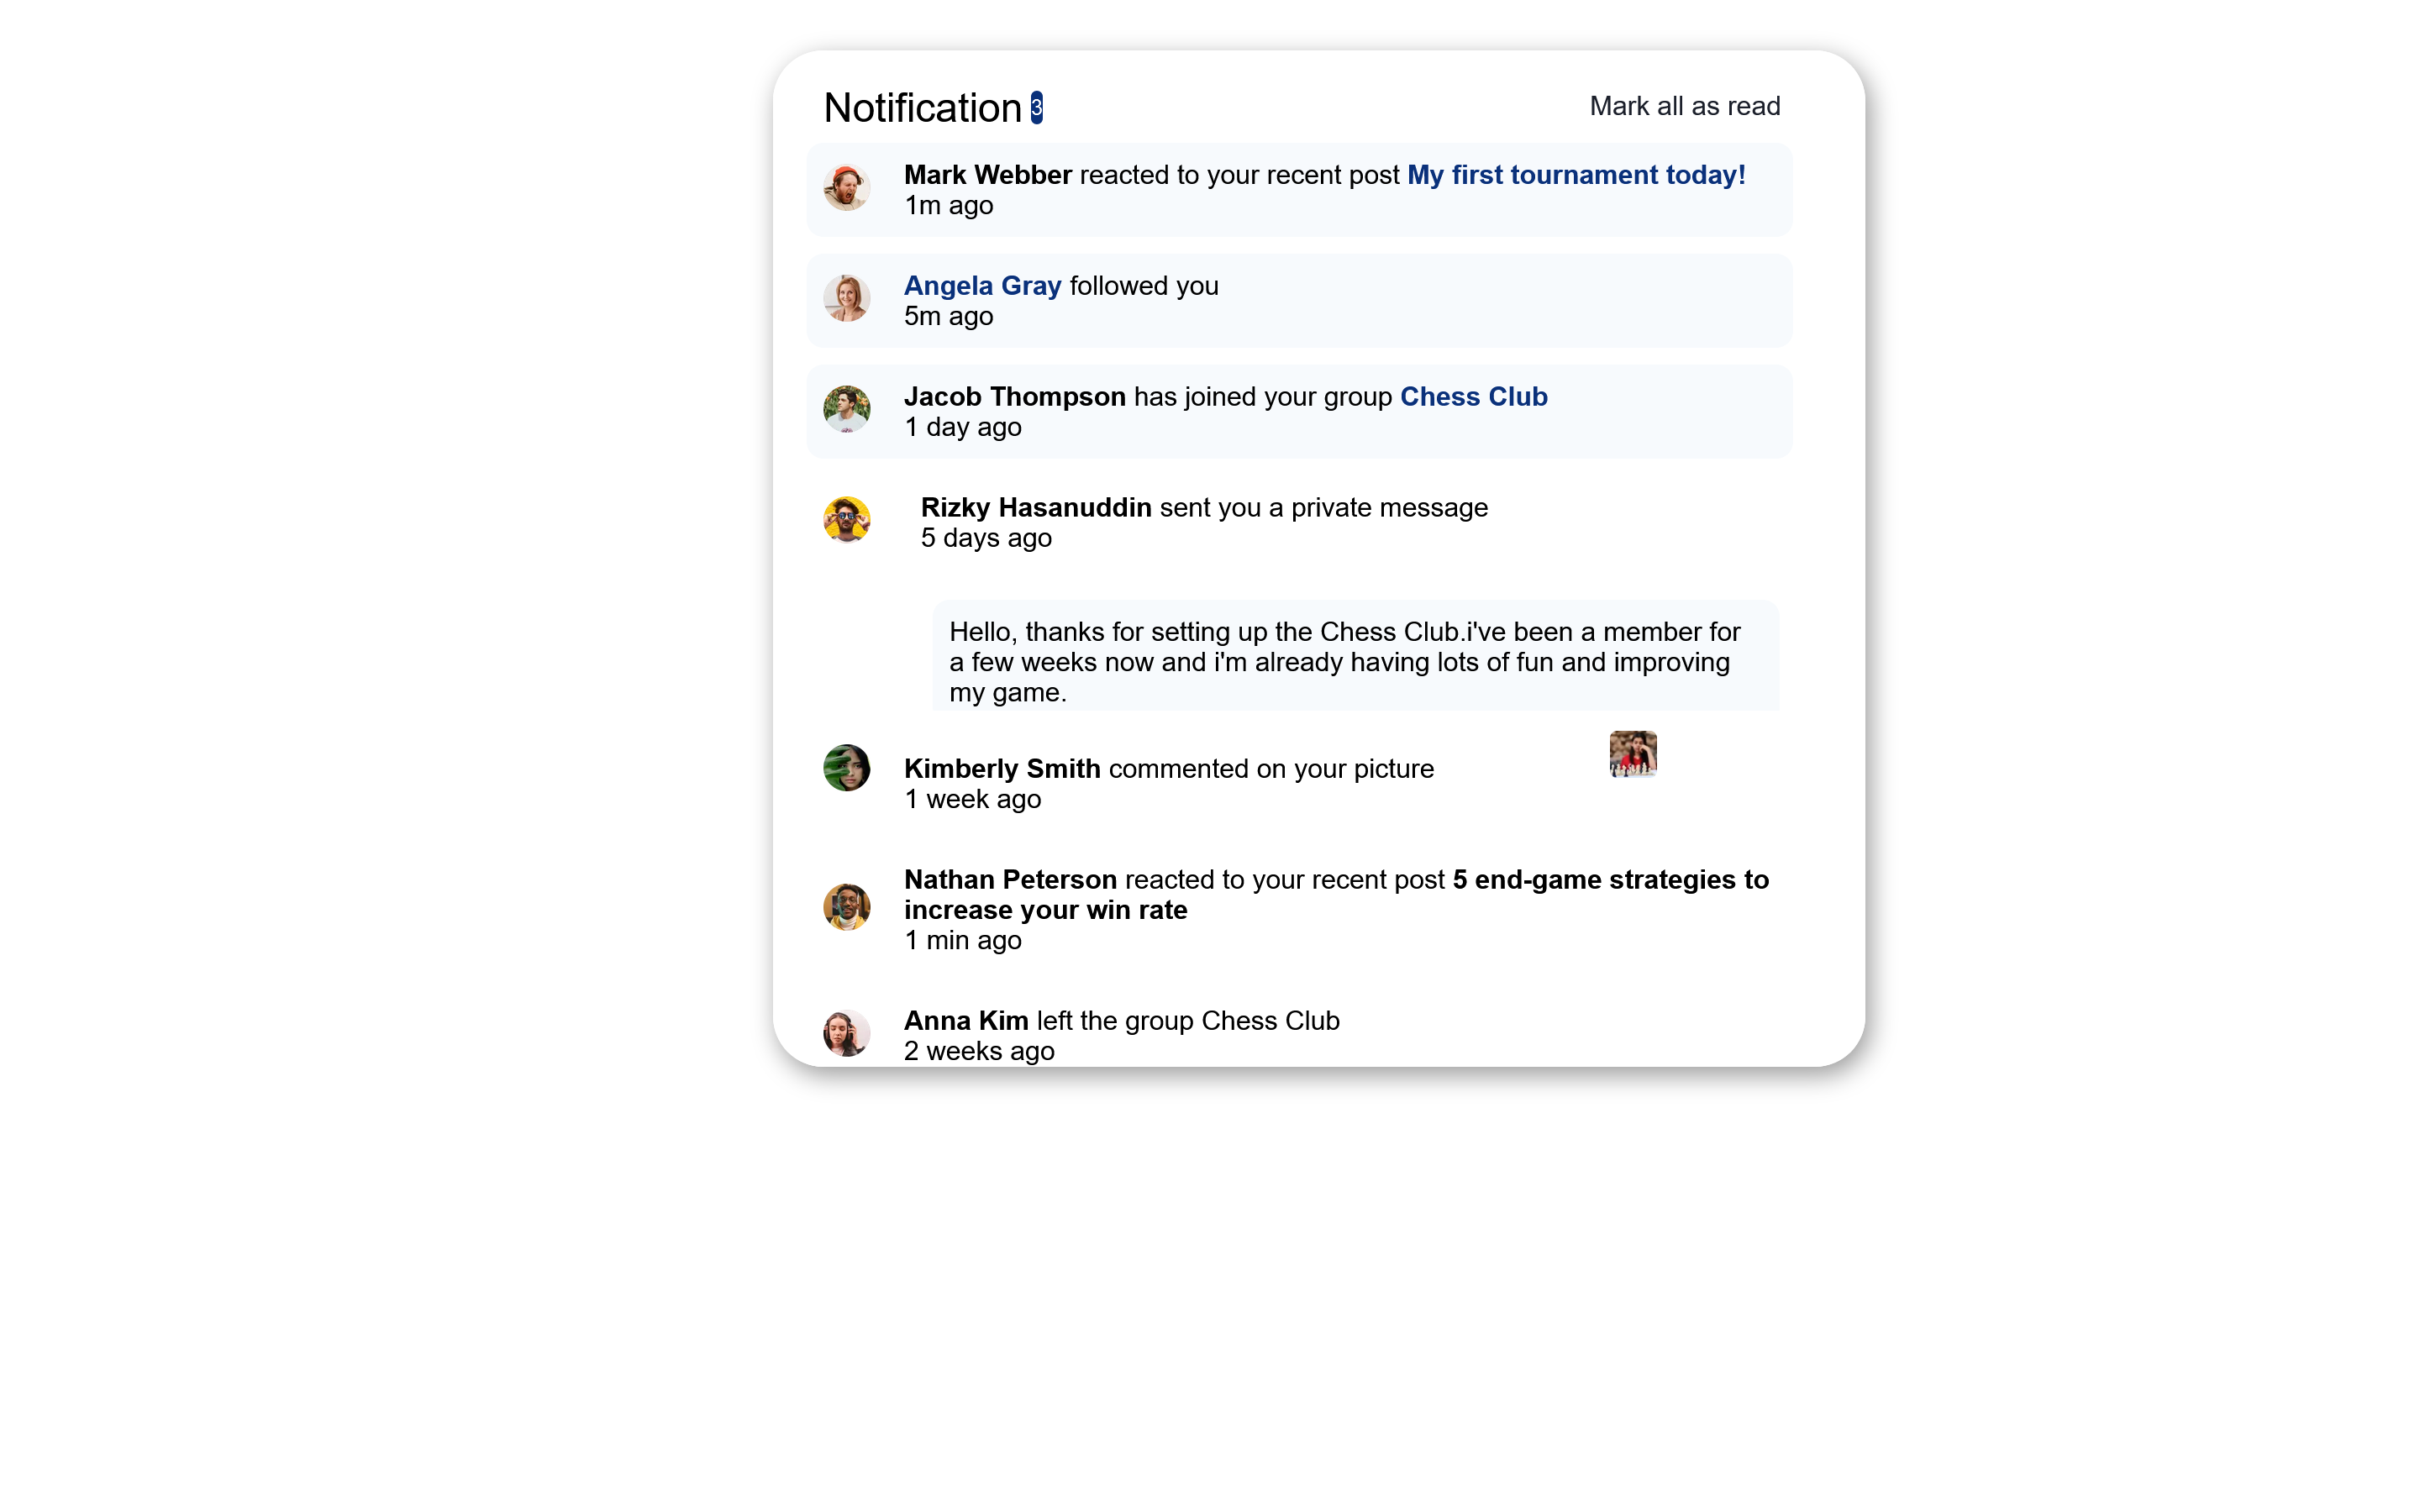 Notification 3
Mark all as read
Mark Webber reacted to your recent post My first tournament today!
1m ago
Angela Gray followed you
5m ago
Jacob Thompson has joined your group Chess Club
1 day ago
Rizky Hasanuddin sent you a private message
5 days ago
Hello, thanks for setting up the Chess Club.i've been a member for
a few weeks now and i'm already having lots of fun and improving
my game.
Kimberly Smith commented on your picture
1 week ago
Nathan Peterson reacted to your recent post 5 end-game strategies to
increase your win rate
1 min ago
Anna Kim left the group Chess Club
2 weeks ago